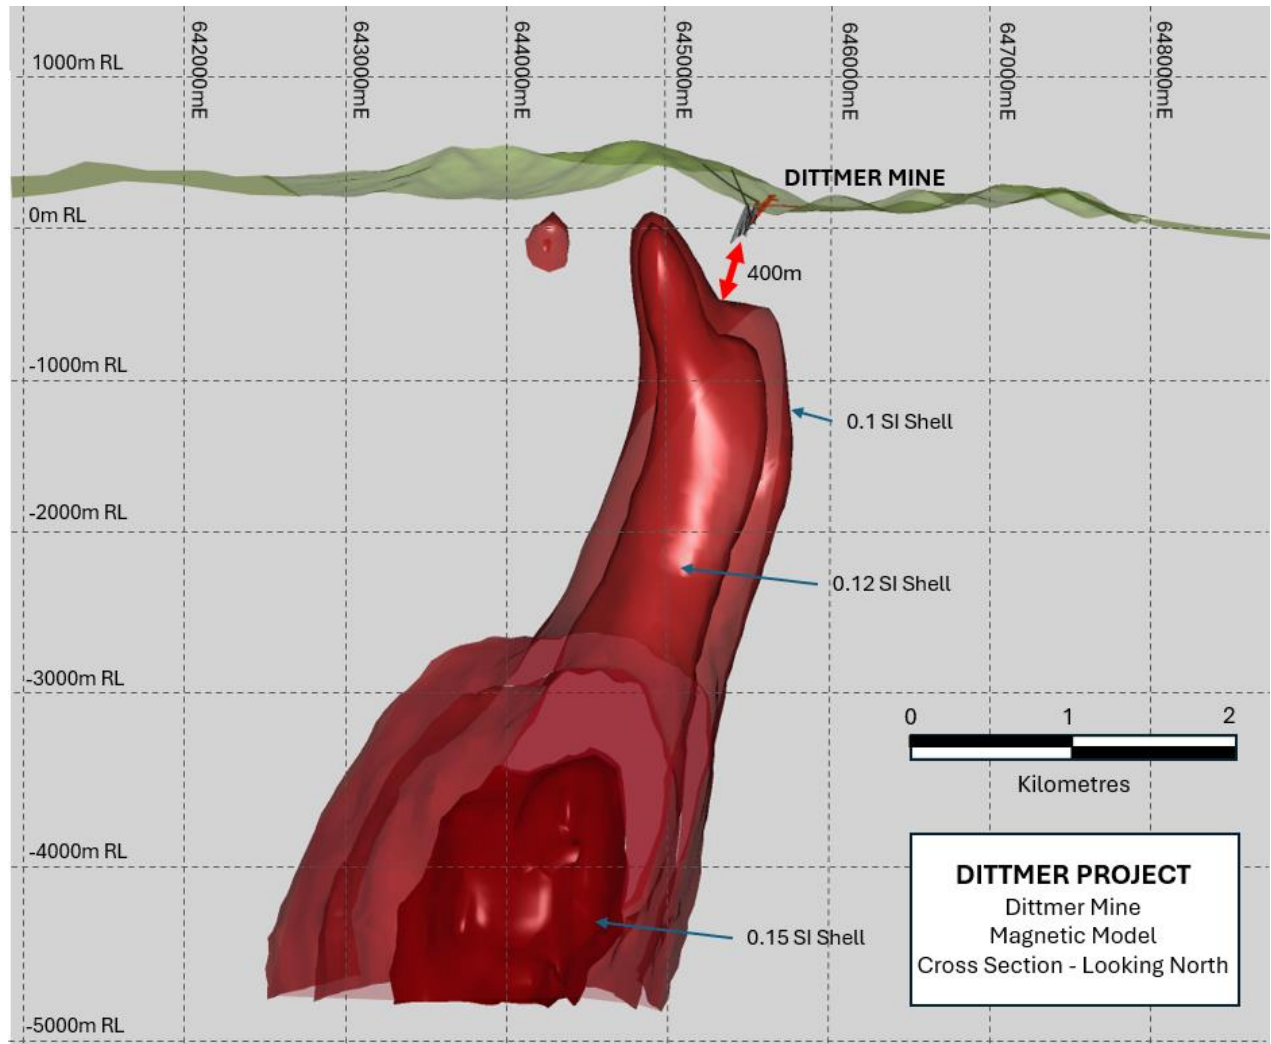 642000mE
643000mE
644000mE
645000mE
646000mE
647000mE
648000mE
1000m RL
DITTMER MINE
0m RL
400m
-1000m RL
0.1 SI Shell
-2000m RL
0.12 SI Shell
-3000m RL
0 1 2
Kilometres
-4000m RL
DITTMER PROJECT
Dittmer Mine
Magnetic Model
Cross Section - Looking North
0.15 SI Shell
-5000m RL